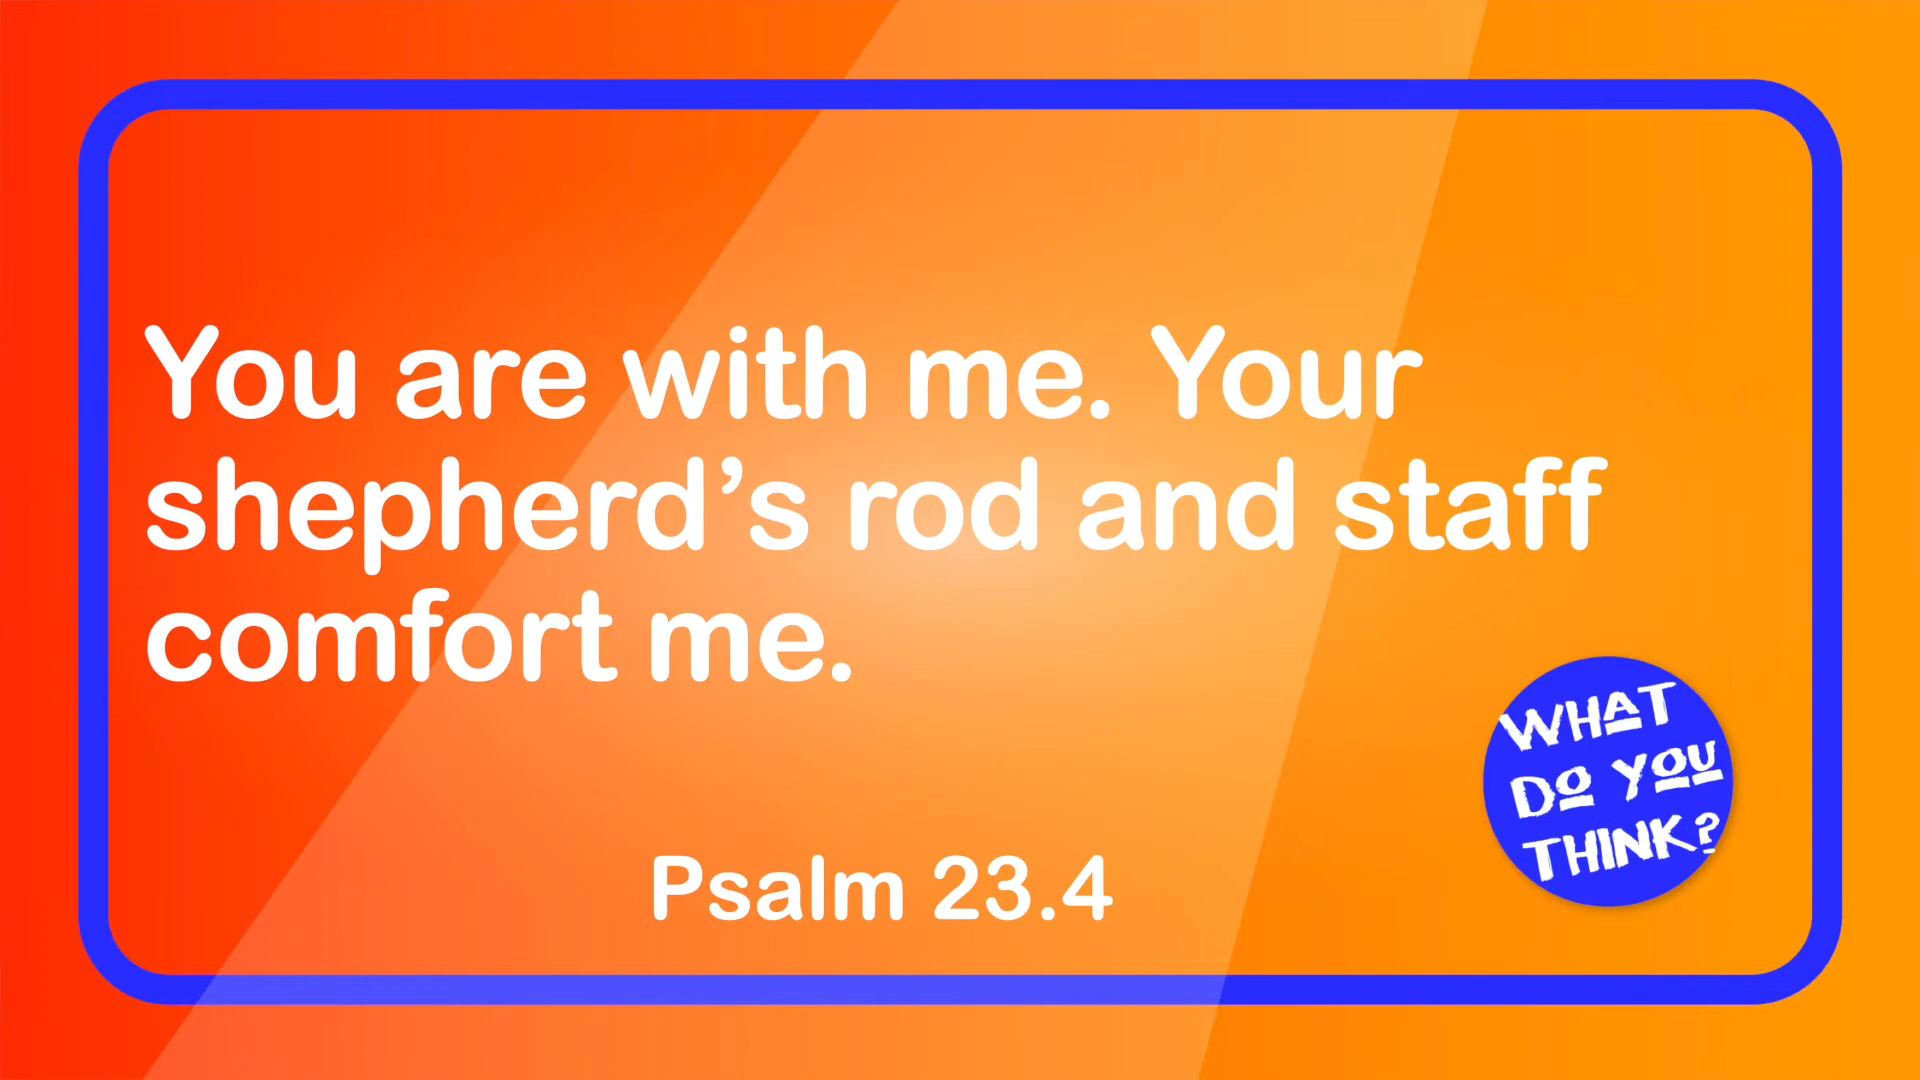 You are with me. Your
shepherd’s rod and staff
comfort me.
Psalm 23.4
WHAT
DO YOU
THINK?